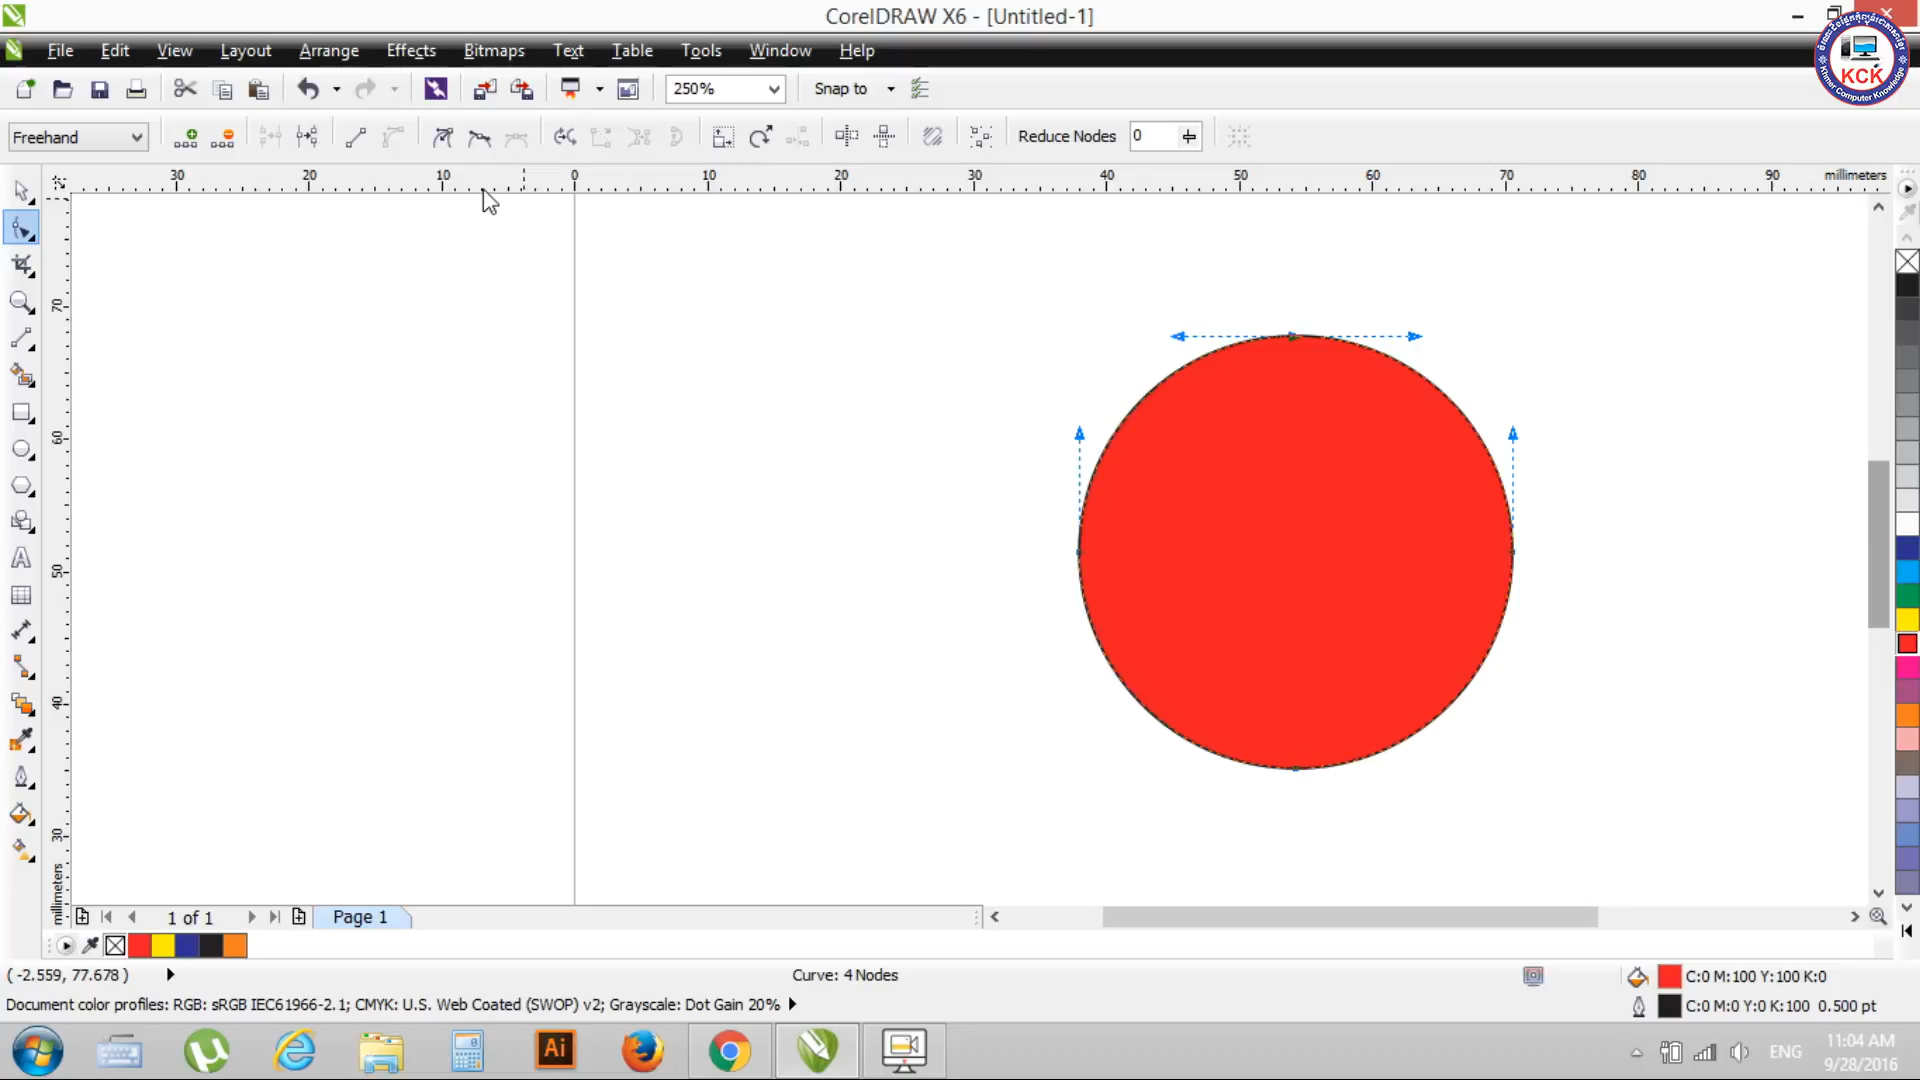 CorelDRAW X6 - [Untitled-1]
File Edit View Layout Arrange Effects Bitmaps Text Table Tools Window Help
KCK
Khmer Computer Knowledge
250% Snap to
Freehand Reduce Nodes 0
30 20 10 0 10 20 30 40 50 60 70 80 90 millimeters
70
60
50
40
30
millimeters
1 of 1 Page 1
( -2.559, 77.678 ) Curve: 4 Nodes C:0 M:100 Y:100 K:0
Document color profiles: RGB: sRGB IEC61966-2.1; CMYK: U.S. Web Coated (SWOP) v2; Grayscale: Dot Gain 20% C:0 M:0 Y:0 K:100 0.500 pt
Ai ENG 11:04 AM
9/28/2016